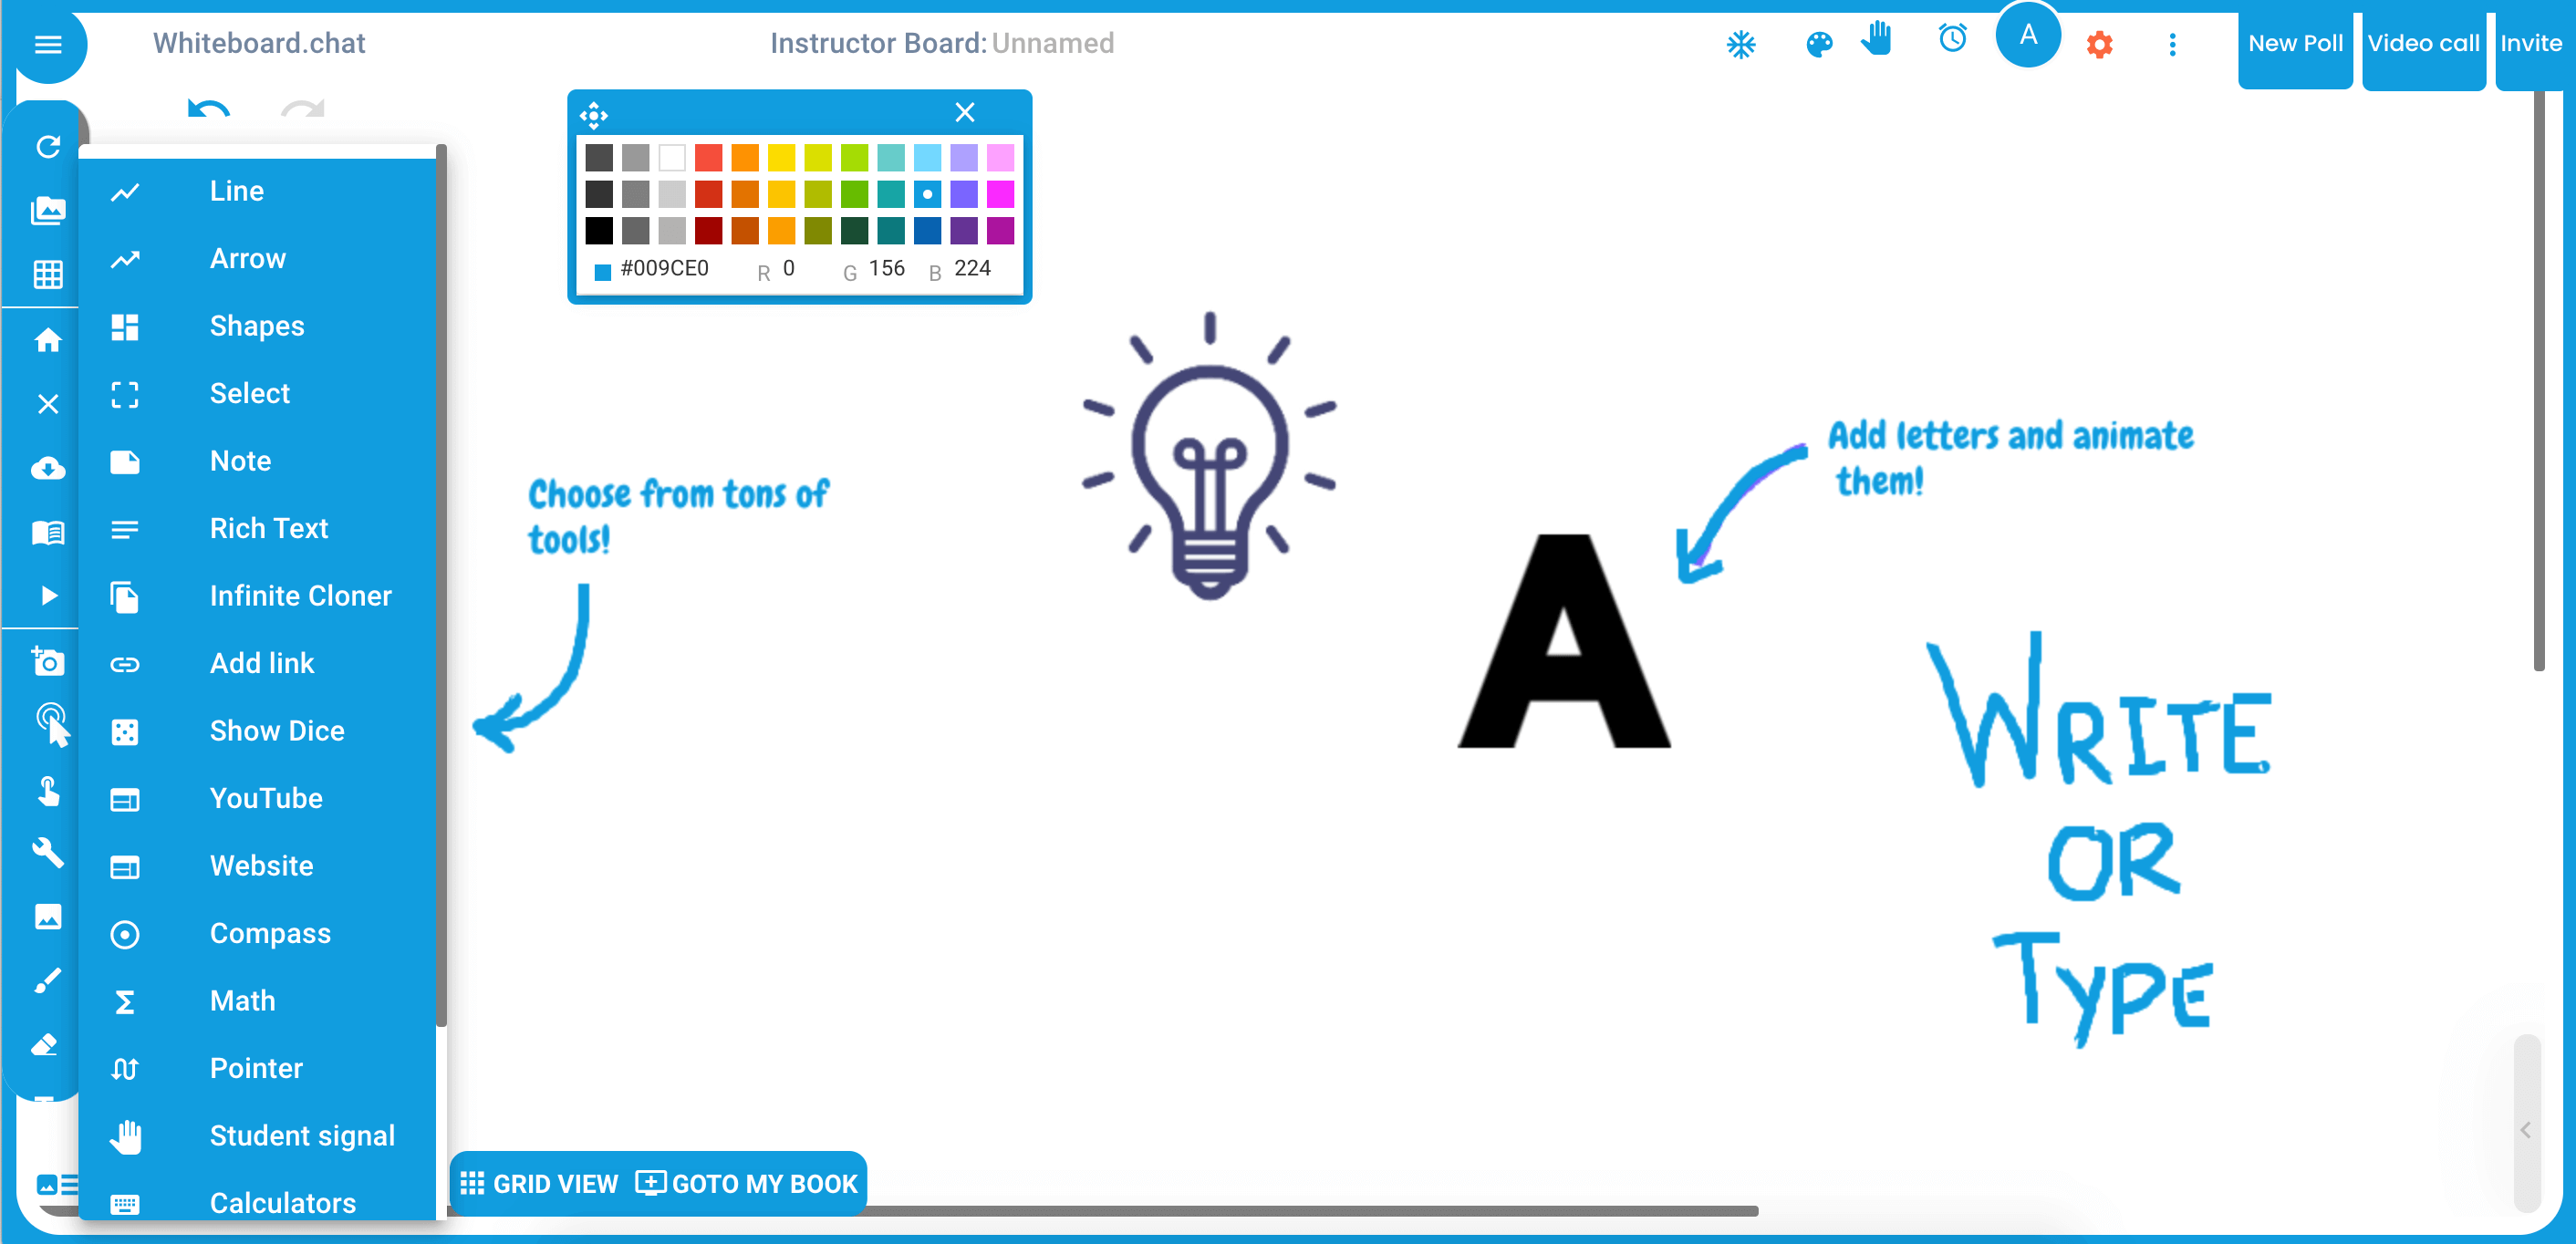 Whiteboard.chat
Instructor Board: Unnamed
A
New Poll
Video call
Invite
#009CE0 R 0 G 156 B 224
Line
Arrow
Shapes
Select
Note
Rich Text
Infinite Cloner
Add link
Show Dice
YouTube
Website
Compass
Math
Pointer
Student signal
Calculators
Choose from tons of
tools!
Add letters and animate
them!
A
WRITE
OR
TYPE
GRID VIEW
GOTO MY BOOK